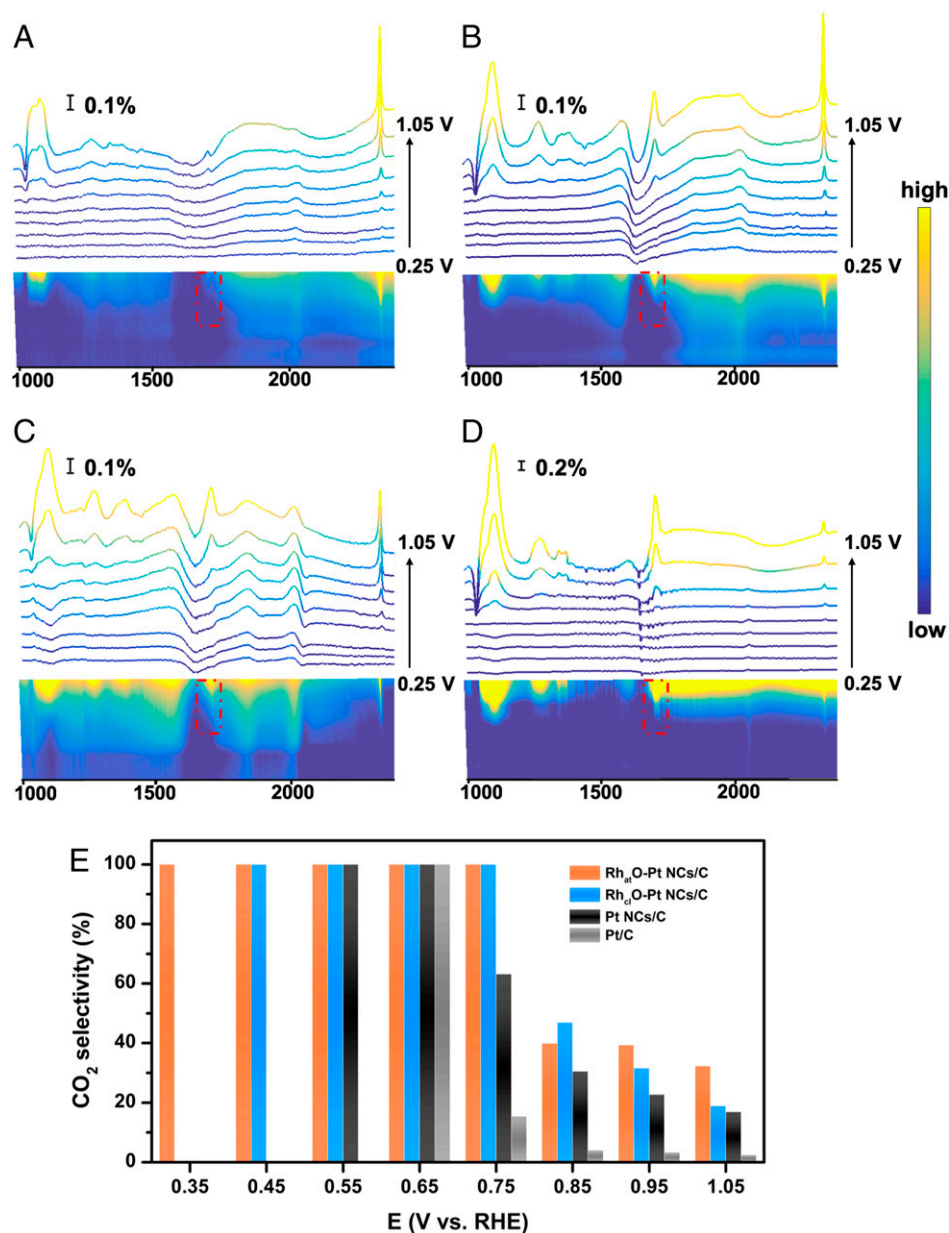 A
0.1%
1.05 V
0.25 V
1000 1500 2000
B
0.1%
1.05 V
0.25 V
1000 1500 2000
high
low
C
0.1%
1.05 V
0.25 V
1000 1500 2000
D
0.2%
1.05 V
0.25 V
1000 1500 2000
E
CO₂ selectivity (%)
100
80
60
40
20
0
Rh_atO-Pt NCs/C
Rh_clO-Pt NCs/C
Pt NCs/C
Pt/C
0.35 0.45 0.55 0.65 0.75 0.85 0.95 1.05
E (V vs. RHE)